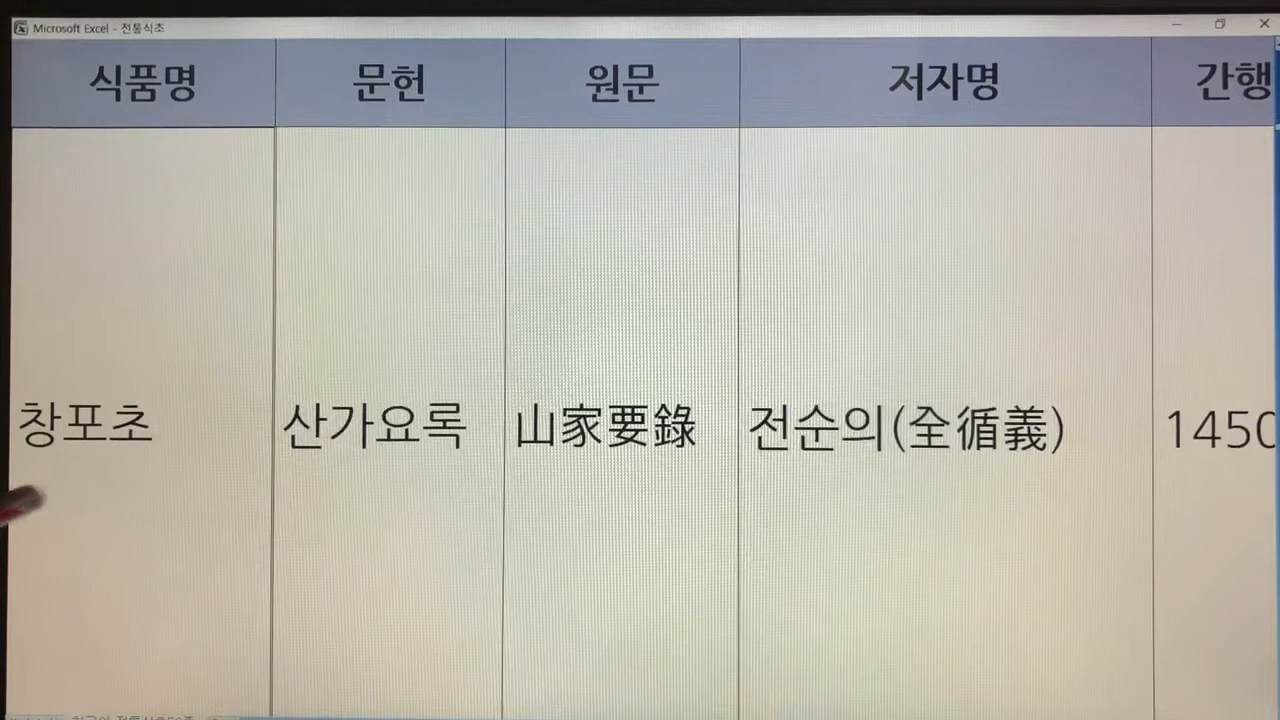 Microsoft Excel - 전통식초
식품명 문헌 원문 저자명 간행
창포초 산가요록 山家要錄 전순의(全循義) 1450